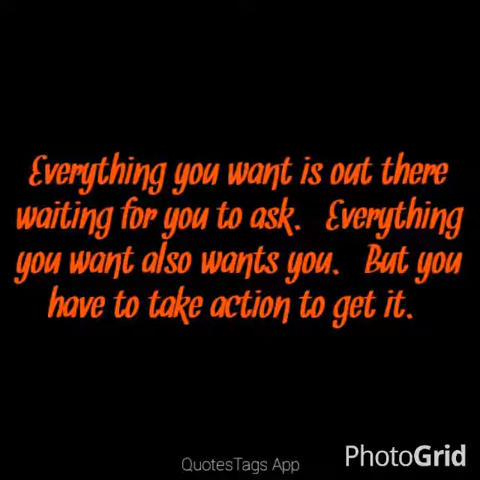 Everything you want is out there
waiting for you to ask. Everything
you want also wants you. But you
have to take action to get it.
QuotesTags App
PhotoGrid